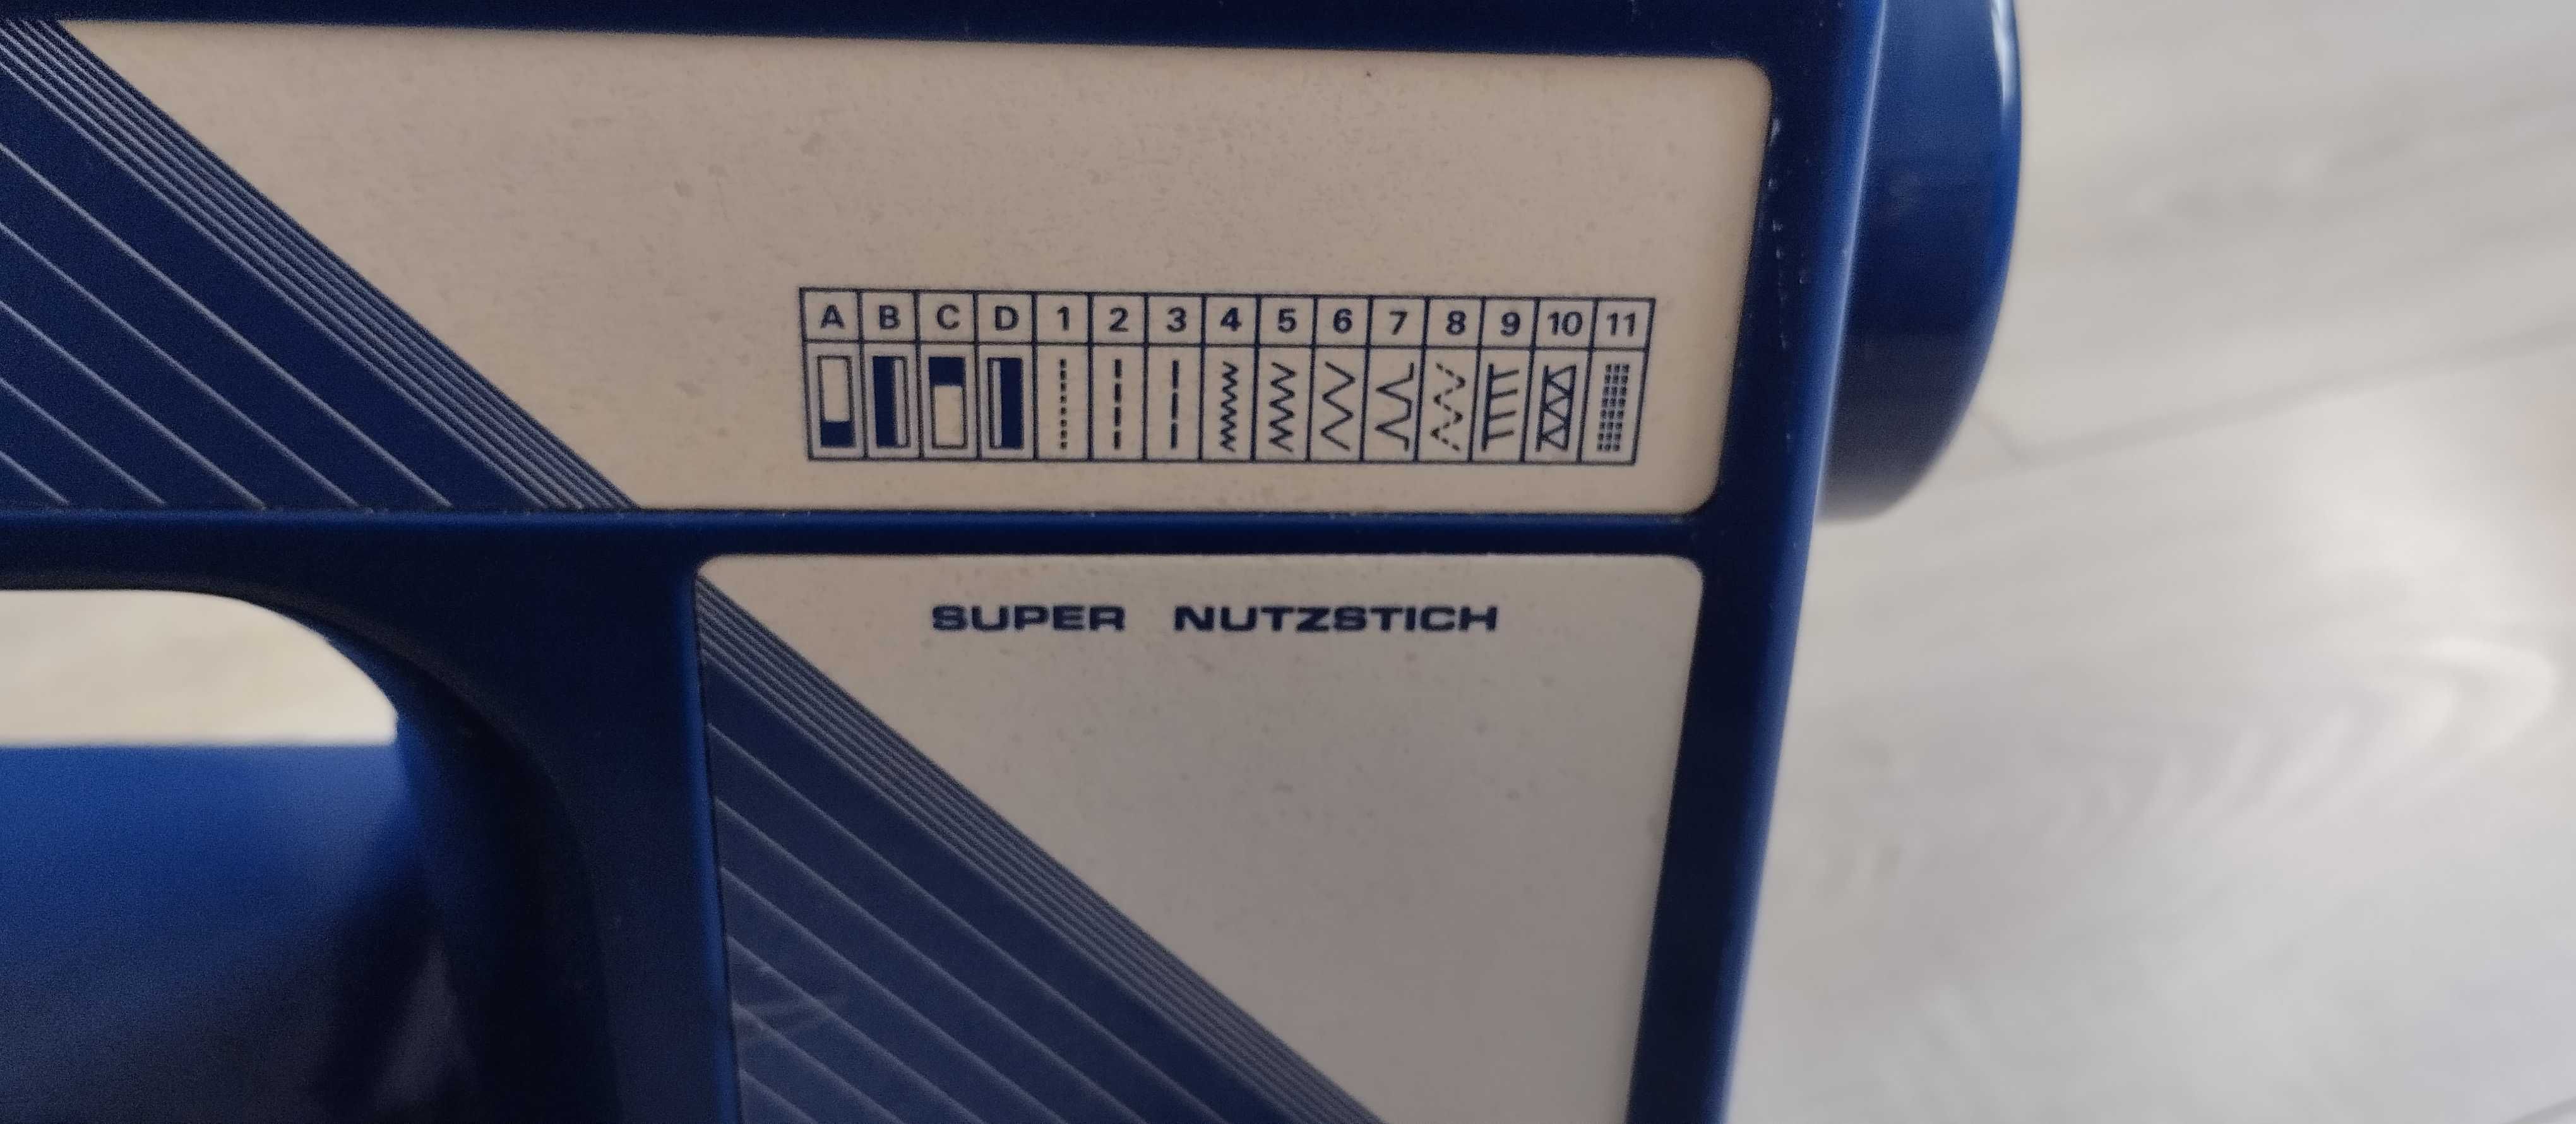 A B C D 1 2 3 4 5 6 7 8 9 10 11
SUPER NUTZSTICH